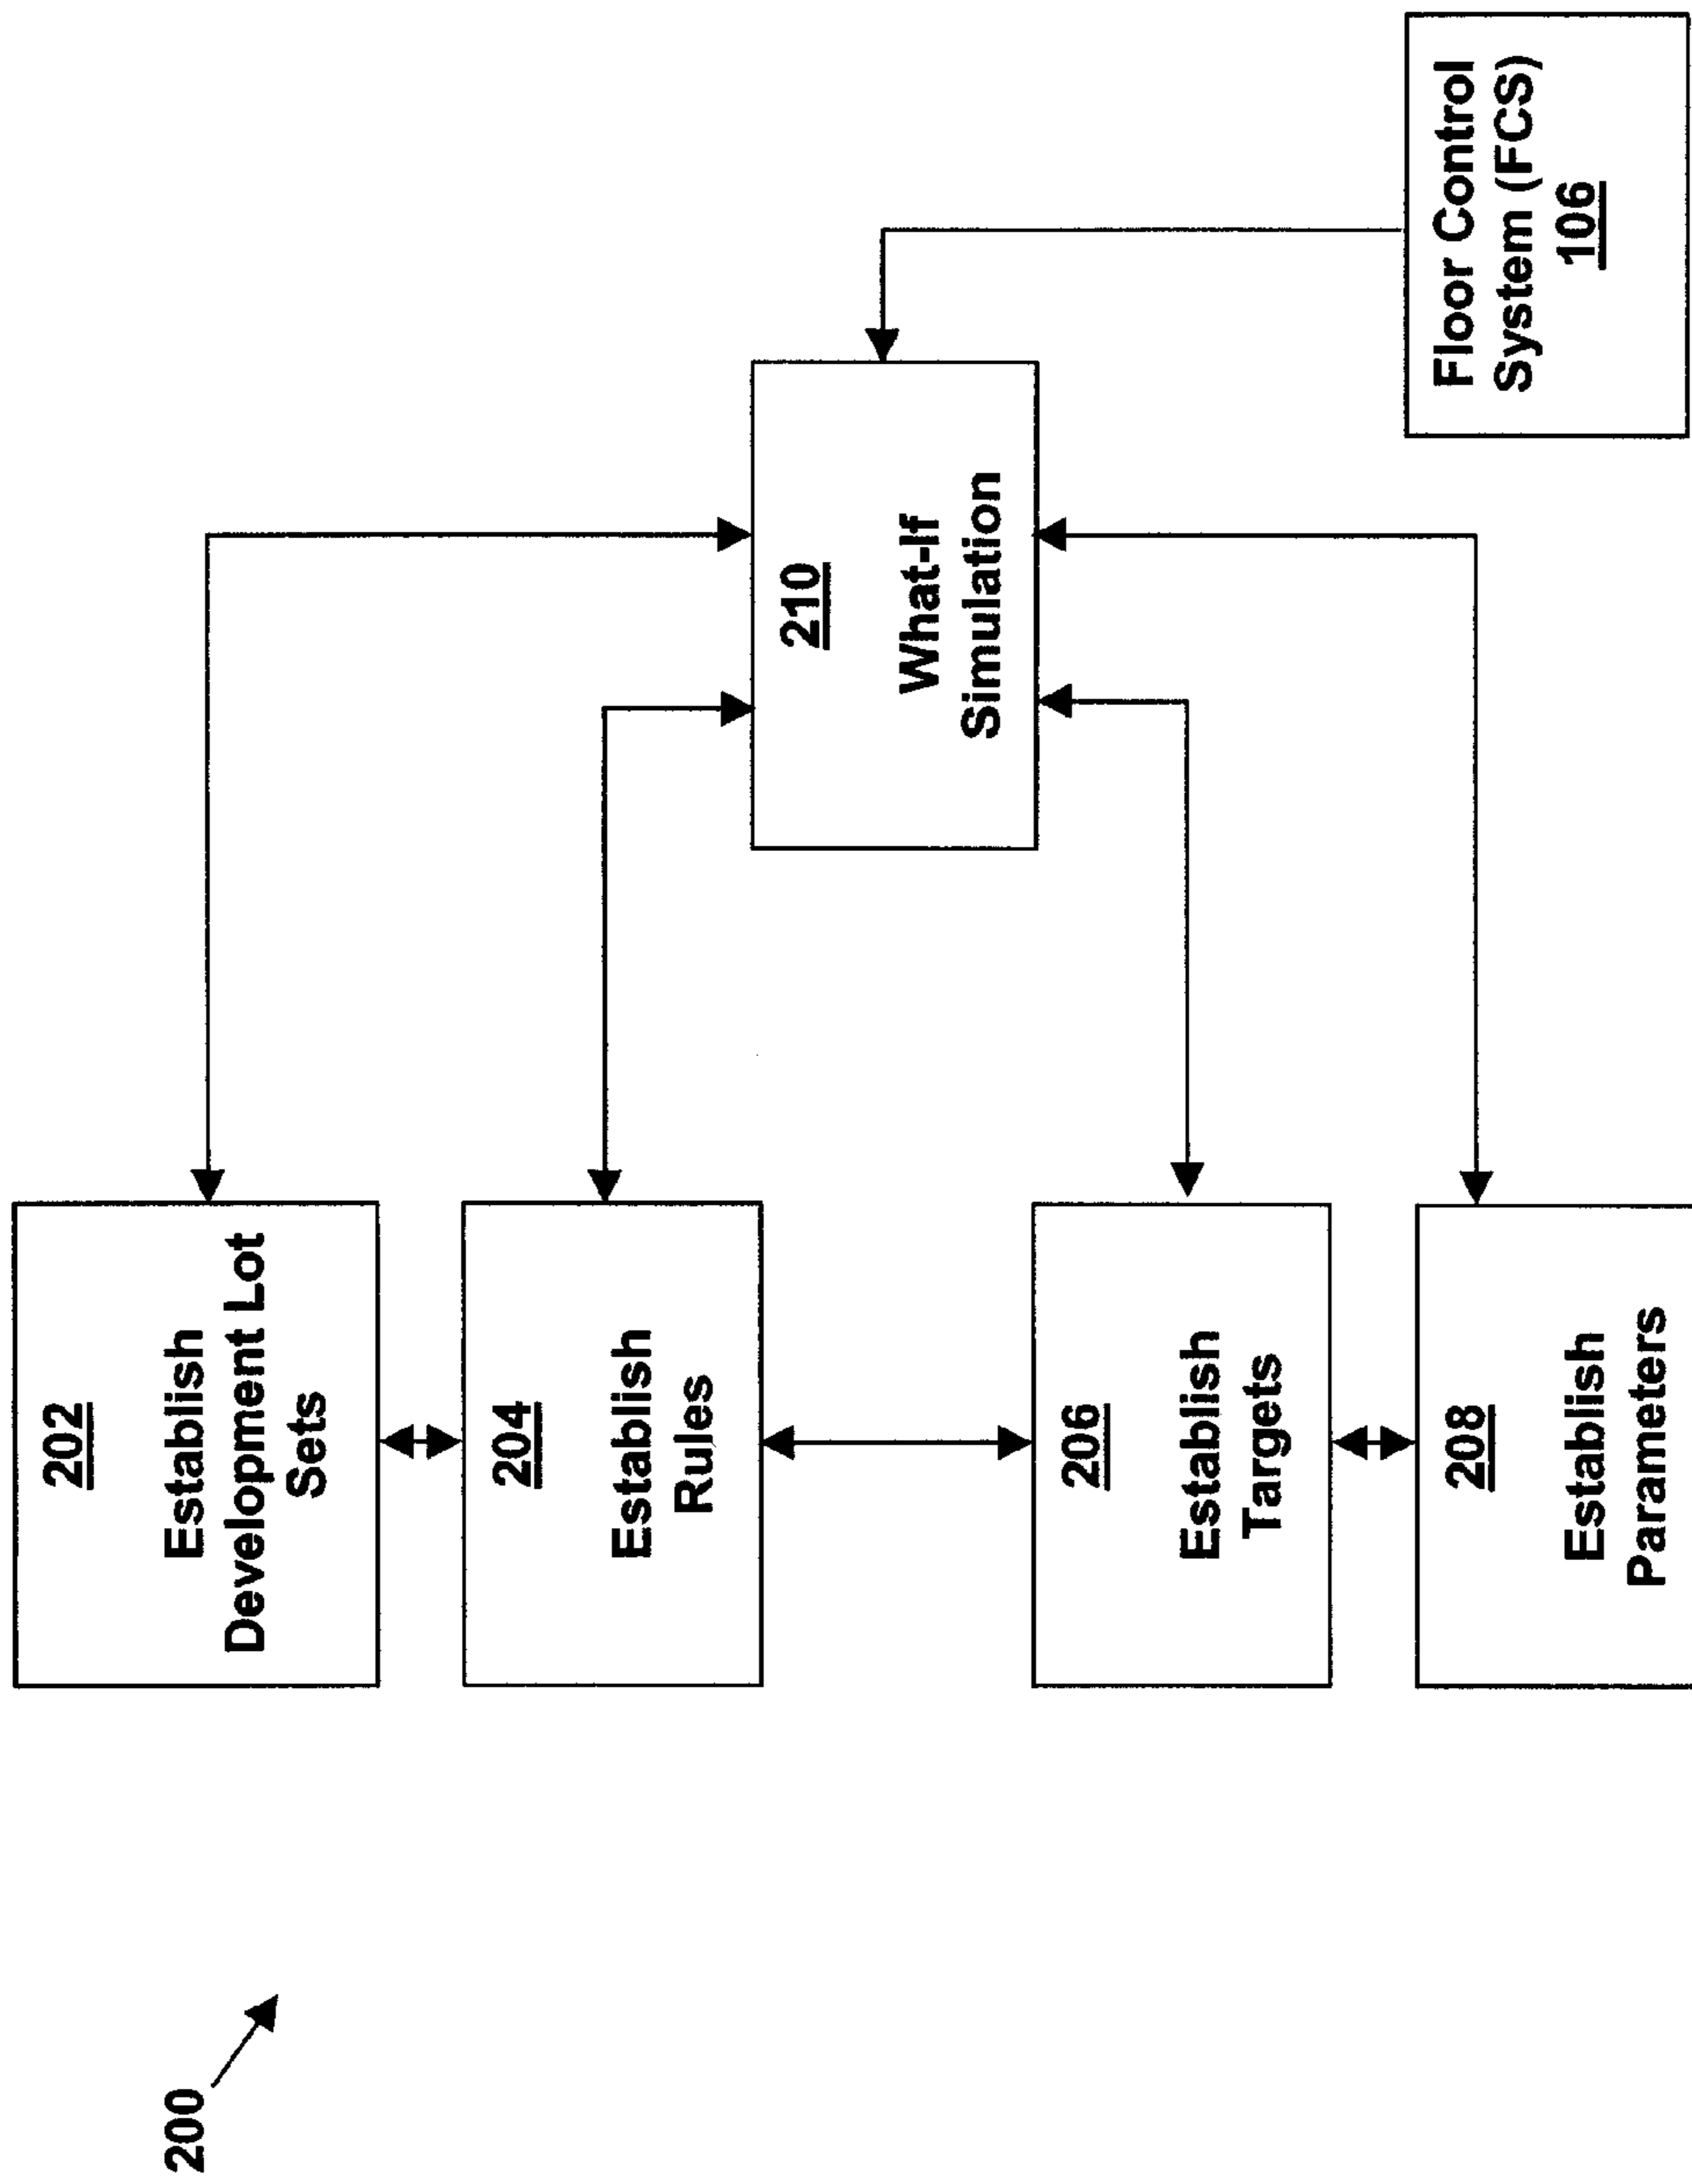 200
202
Establish
Development Lot
Sets
204
Establish
Rules
206
Establish
Targets
208
Establish
Parameters
210
What-If
Simulation
Floor Control
System (FCS)
106